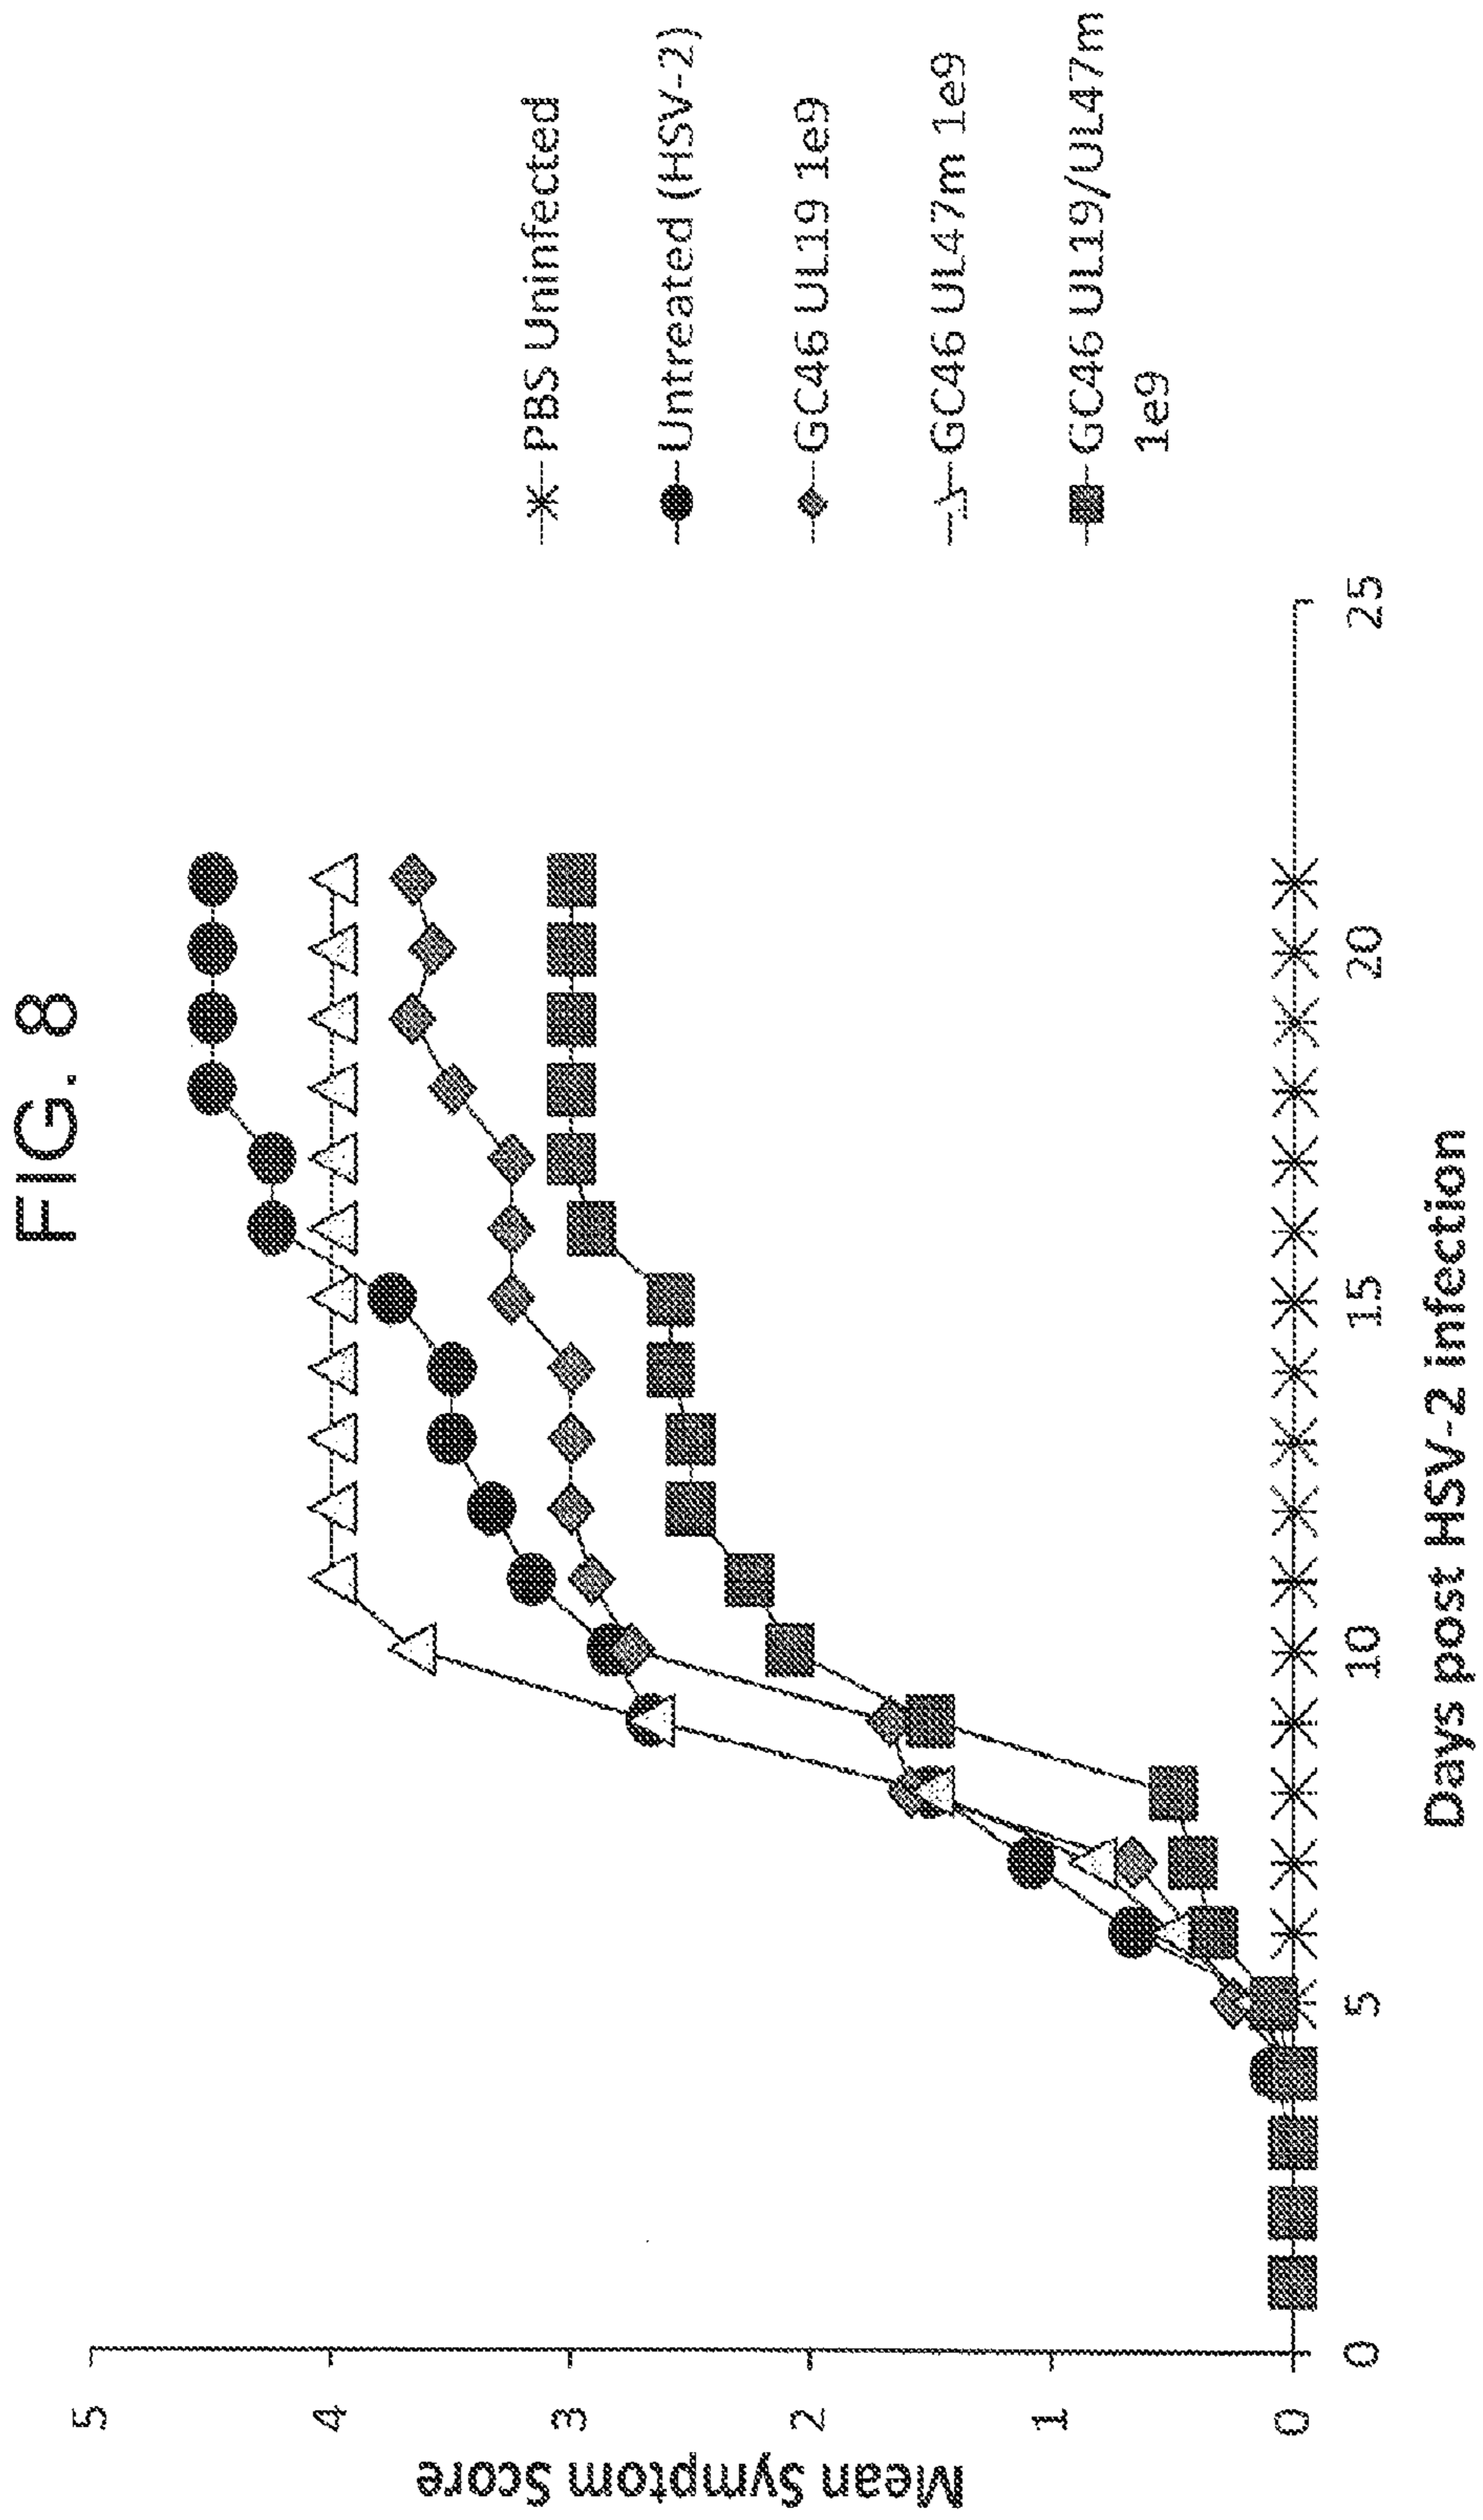 FIG. 8
Mean Symptom Score
5
4
3
2
1
0
0
5
10
15
20
25
Days post HSV-2 infection
PBS Uninfected
Untreated (HSV-2)
GC46 UL19 1e9
GC46 UL47m 1e9
GC46 UL19/UL47m
1e9